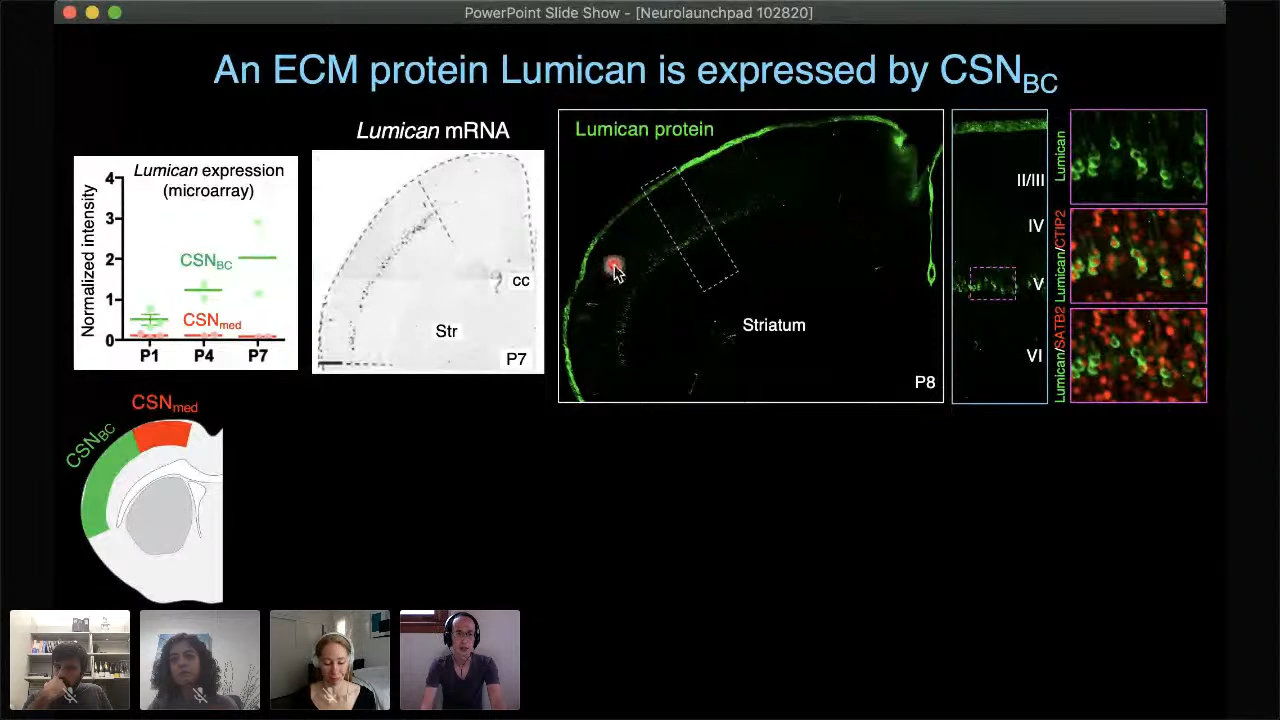 PowerPoint Slide Show - [Neurolaunchpad 102820]
An ECM protein Lumican is expressed by CSNBC
Lumican expression
(microarray)
Normalized intensity
4
3
2
1
0
CSNBC
CSNmed
P1 P4 P7
Lumican mRNA
cc
Str
P7
Lumican protein
Striatum
P8
II/III
IV
V
VI
Lumican
Lumican/CTIP2
Lumican/SATB2
CSNmed
CSNBC